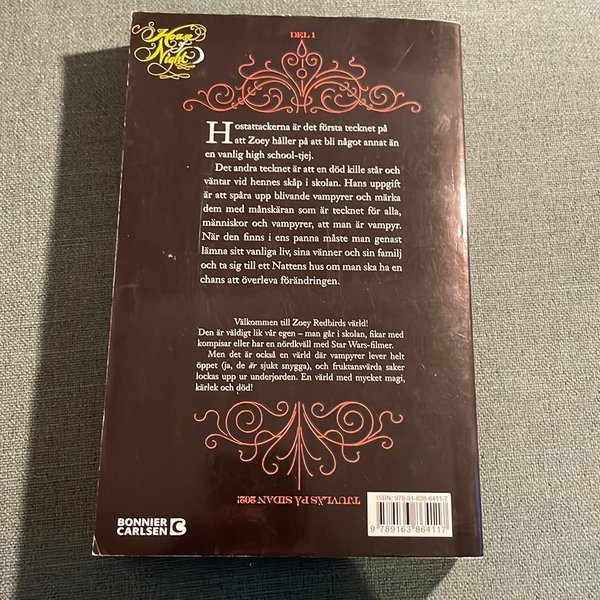 House of Night
DEL 1
Hostattackerna är det första tecknet på
att Zoey håller på att bli något annat än
en vanlig high school-tjej.
Det andra tecknet är att en död kille står och
väntar vid hennes skåp i skolan. Hans uppgift
är att spåra upp blivande vampyrer och märka
dem med månskäran som är tecknet för alla,
människor och vampyrer, att man är vampyr.
När den finns i ens panna måste man genast
lämna sitt vanliga liv, sina vänner och sin familj
och ta sig till ett Nattens hus om man ska ha en
chans att överleva förändringen.
Välkommen till Zoey Redbirds värld!
Den är väldigt lik vår egen – man går i skolan, fikar med
kompisar eller har en nördkväll med Star Wars-filmer.
Men det är också en värld där vampyrer lever helt
öppet (ja, de är sjukt snygga), och fruktansvärda saker
lockas upp ur underjorden. En värld med mycket magi,
kärlek och död!
TJUVLÄS PÅ SIDAN 202!
BONNIER
CARLSEN
ISBN: 978-91-638-6411-7
9 789163 864117